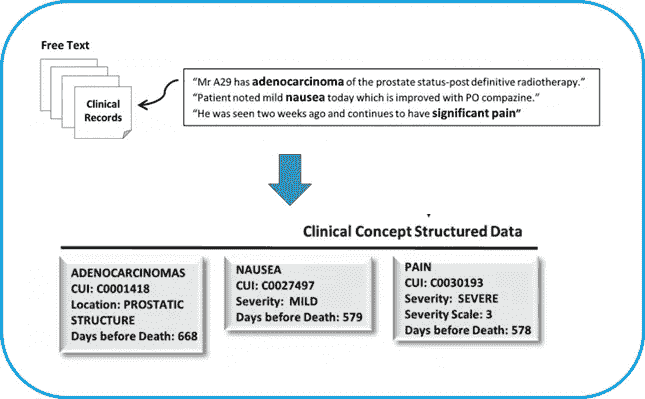 Free Text
Clinical
Records
“Mr A29 has adenocarcinoma of the prostate status-post definitive radiotherapy.”
“Patient noted mild nausea today which is improved with PO compazine.”
“He was seen two weeks ago and continues to have significant pain”
Clinical Concept Structured Data
ADENOCARCINOMAS
CUI: C0001418
Location: PROSTATIC
STRUCTURE
Days before Death: 668
NAUSEA
CUI: C0027497
Severity: MILD
Days before Death: 579
PAIN
CUI: C0030193
Severity: SEVERE
Severity Scale: 3
Days before Death: 578